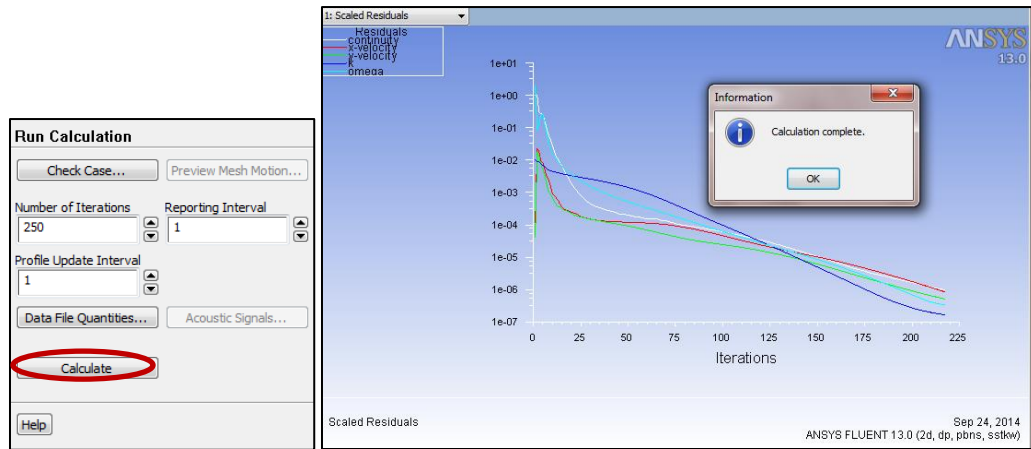 Run Calculation
Check Case... Preview Mesh Motion...
Number of Iterations Reporting Interval
250 1
Profile Update Interval
1
Data File Quantities... Acoustic Signals...
Calculate
Help
1: Scaled Residuals
Residuals
continuity
x-velocity
y-velocity
k
omega
ANSYS
13.0
1e+01
1e+00
1e-01
1e-02
1e-03
1e-04
1e-05
1e-06
1e-07
0 25 50 75 100 125 150 175 200 225
Iterations
Information
Calculation complete.
OK
Scaled Residuals
Sep 24, 2014
ANSYS FLUENT 13.0 (2d, dp, pbns, sstkw)